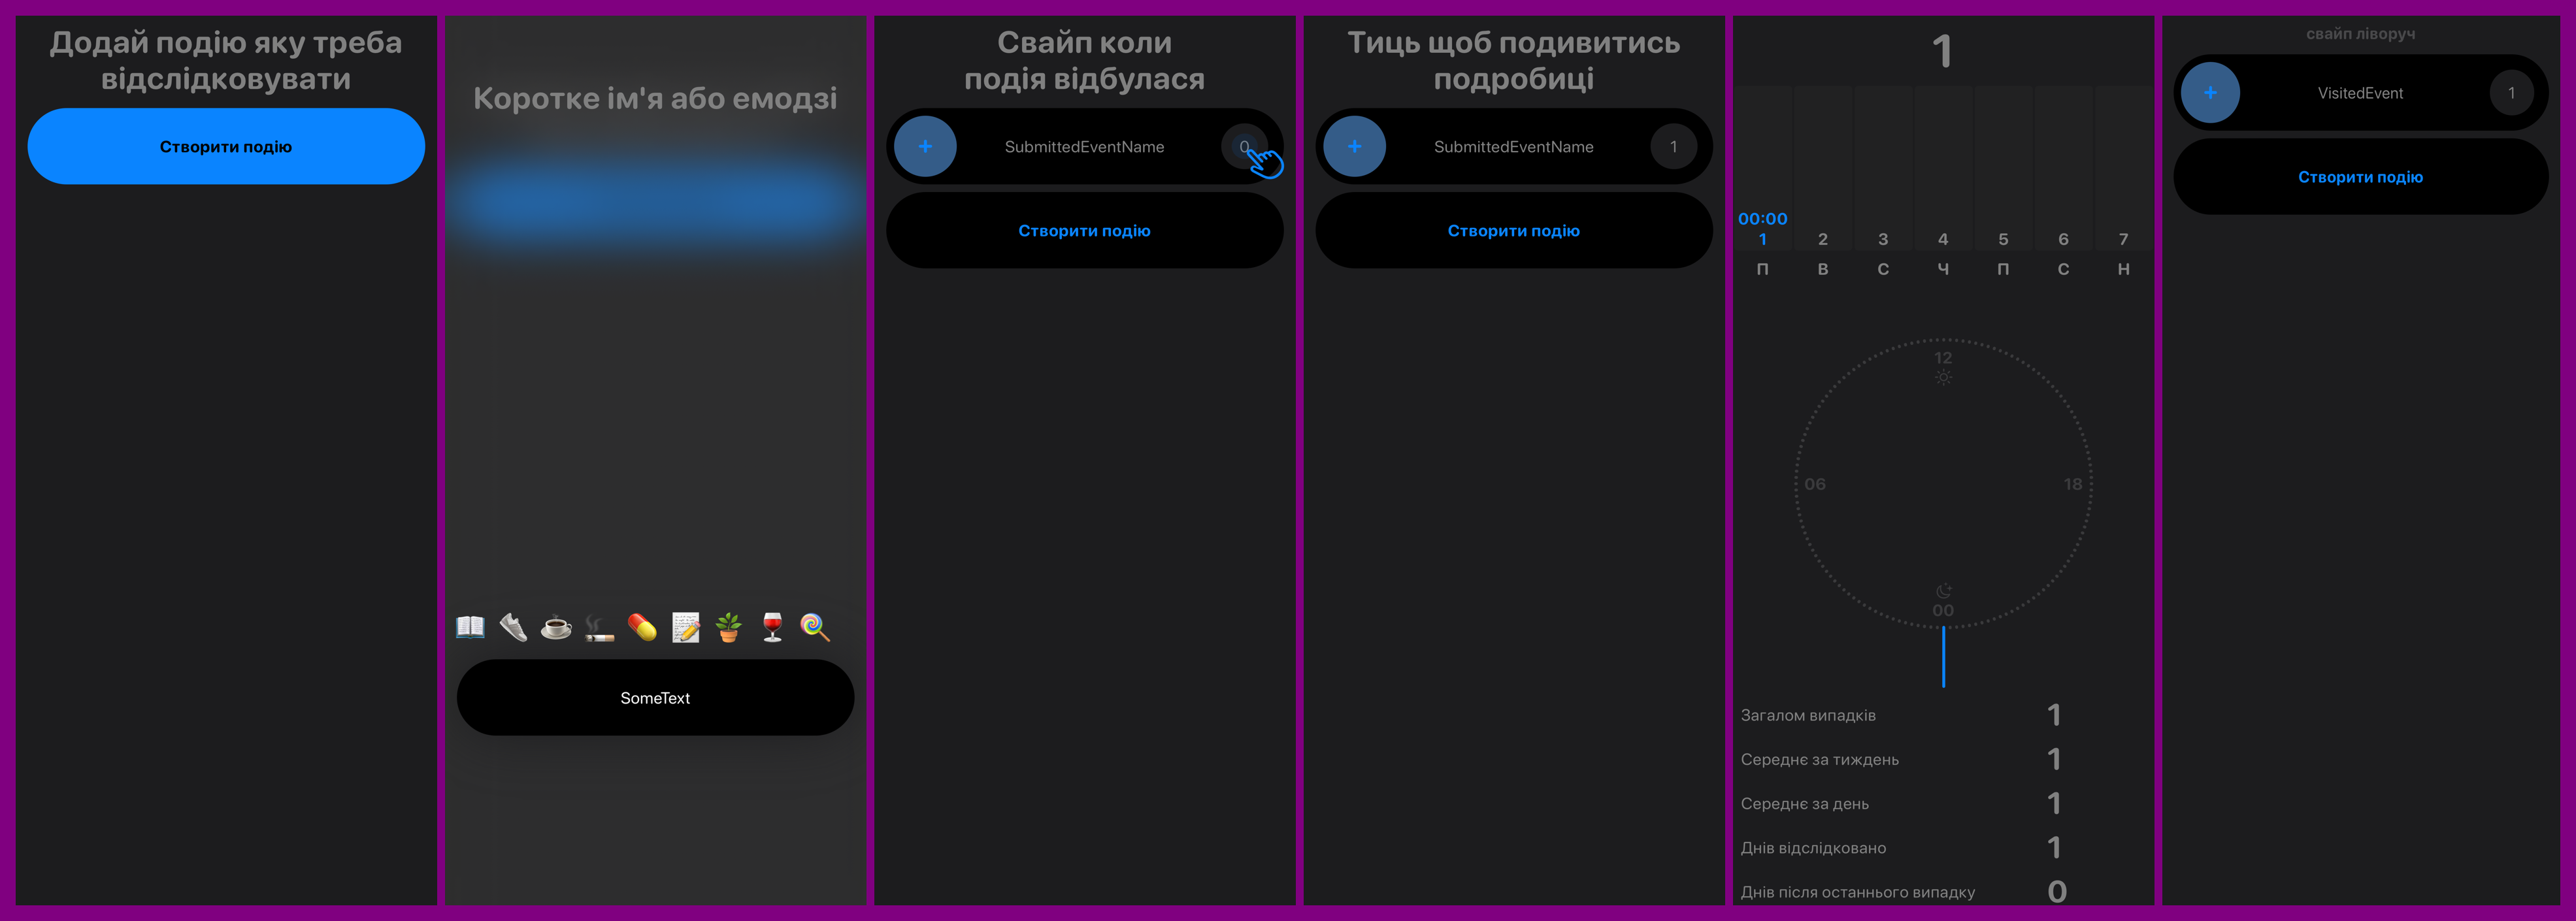 Додай подію яку треба
відслідковувати
Створити подію
Коротке ім'я або емодзі
SomeText
Свайп коли
подія відбулася
+ SubmittedEventName 0
Створити подію
Тиць щоб подивитись
подробиці
+ SubmittedEventName 1
Створити подію
1
00:00
1 2 3 4 5 6 7
П В С Ч П С Н
12
06 18
00
Загалом випадків 1
Середнє за тиждень 1
Середнє за день 1
Днів відслідковано 1
Днів після останнього випадку 0
свайп ліворуч
+ VisitedEvent 1
Створити подію